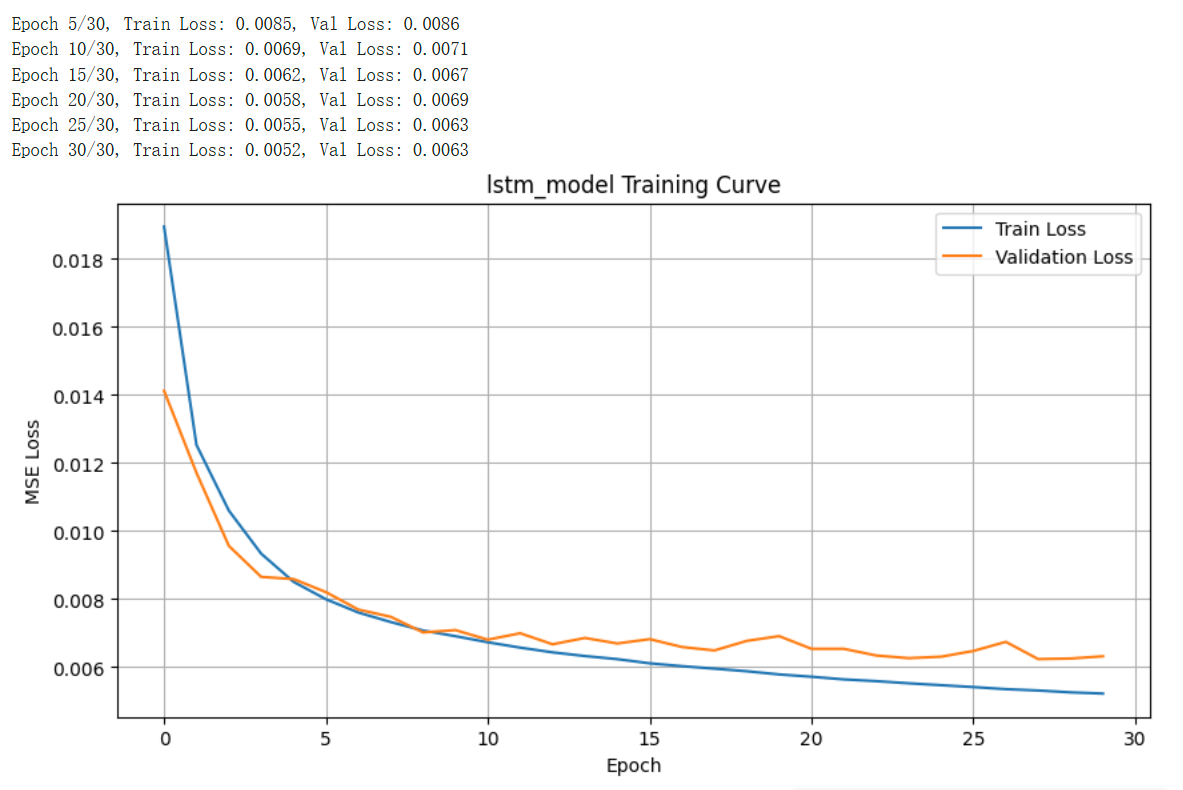 Epoch 5/30, Train Loss: 0.0085, Val Loss: 0.0086
Epoch 10/30, Train Loss: 0.0069, Val Loss: 0.0071
Epoch 15/30, Train Loss: 0.0062, Val Loss: 0.0067
Epoch 20/30, Train Loss: 0.0058, Val Loss: 0.0069
Epoch 25/30, Train Loss: 0.0055, Val Loss: 0.0063
Epoch 30/30, Train Loss: 0.0052, Val Loss: 0.0063
lstm_model Training Curve
Train Loss
Validation Loss
MSE Loss
0.018
0.016
0.014
0.012
0.010
0.008
0.006
0 5 10 15 20 25 30
Epoch